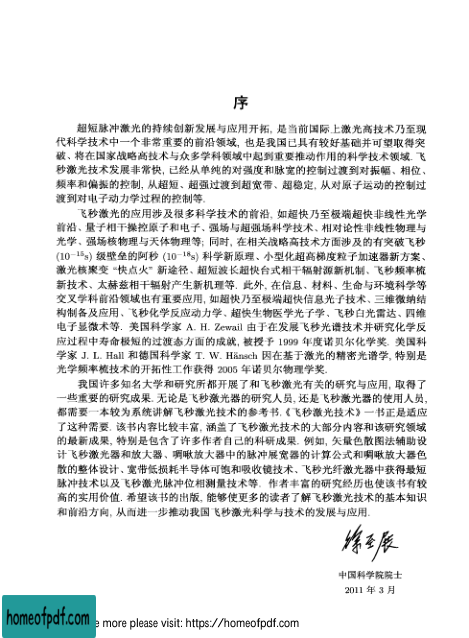 序
超短脉冲激光的持续创新发展与应用开拓, 是当前国际上激光高技术乃至现
代科学技术中一个非常重要的前沿领域, 也是我国已具有较好基础并可望取得突
破、将在国家战略高技术与众多学科领域中起到重要推动作用的科学技术领域. 飞
秒激光技术发展非常快, 已经从单纯的对强度和脉宽的控制过渡到对振幅、相位、
频率和偏振的控制, 从超短、超强过渡到超宽带、超稳定, 从对原子运动的控制过
渡到对电子动力学过程的控制等.
飞秒激光的应用涉及很多科学技术的前沿, 如超快乃至极端超快非线性光学
前沿、量子相干操控原子和电子、强场与超强场科学技术、相对论性非线性物理与
光学、强场核物理与天体物理等; 同时, 在相关战略高技术方面涉及的有突破飞秒
(10⁻¹⁵s) 级壁垒的阿秒 (10⁻¹⁸s) 科学新原理、小型化超高梯度粒子加速器新方案、
激光核聚变 “快点火” 新途径、超短波长超快台式相干辐射源新机制、飞秒频率梳
新技术、太赫兹相干辐射产生新机理等. 此外, 在信息、材料、生命与环境科学等
交叉学科前沿领域也有重要应用, 如超快乃至极端超快信息光子技术、三维微纳结
构制备及应用、飞秒化学反应动力学、超快生物医学光子学、飞秒白光雷达、四维
电子显微术等. 美国科学家 A. H. Zewail 由于在发展飞秒光谱技术并研究化学反
应过程中寿命极短的过渡态方面的成就, 被授予 1999 年度诺贝尔化学奖. 美国科
学家 J. L. Hall 和德国科学家 T. W. Hänsch 因在基于激光的精密光谱学, 特别是
光学频率梳技术的开拓性工作获得 2005 年诺贝尔物理学奖.
我国许多知名大学和研究所都开展了和飞秒激光有关的研究与应用, 取得了
一些重要的研究成果. 无论是飞秒激光器的研究人员, 还是飞秒激光器的使用人员,
都需要一本较为系统讲解飞秒激光技术的参考书.《飞秒激光技术》一书正是适应
了这种需要. 该书内容比较丰富, 涵盖了飞秒激光技术的大部分内容和该研究领域
的最新成果, 特别是包含了许多作者自己的科研成果. 例如, 矢量色散图法辅助设
计飞秒激光器和放大器、啁啾放大器中的脉冲展宽器的计算公式和啁啾放大器色
散的整体设计、宽带低损耗半导体可饱和吸收镜技术、飞秒光纤激光器中获得最短
脉冲技术以及飞秒激光脉冲位相测量技术等. 作者丰富的研究经历也使该书有较
高的实用价值. 希望该书的出版, 能够使更多的读者了解飞秒激光技术的基本知识
和前沿方向, 从而进一步推动我国飞秒激光科学与技术的发展与应用.
徐至展
中国科学院院士
2011 年 3 月
homeofpdf.com
e more please visit: https://homeofpdf.com